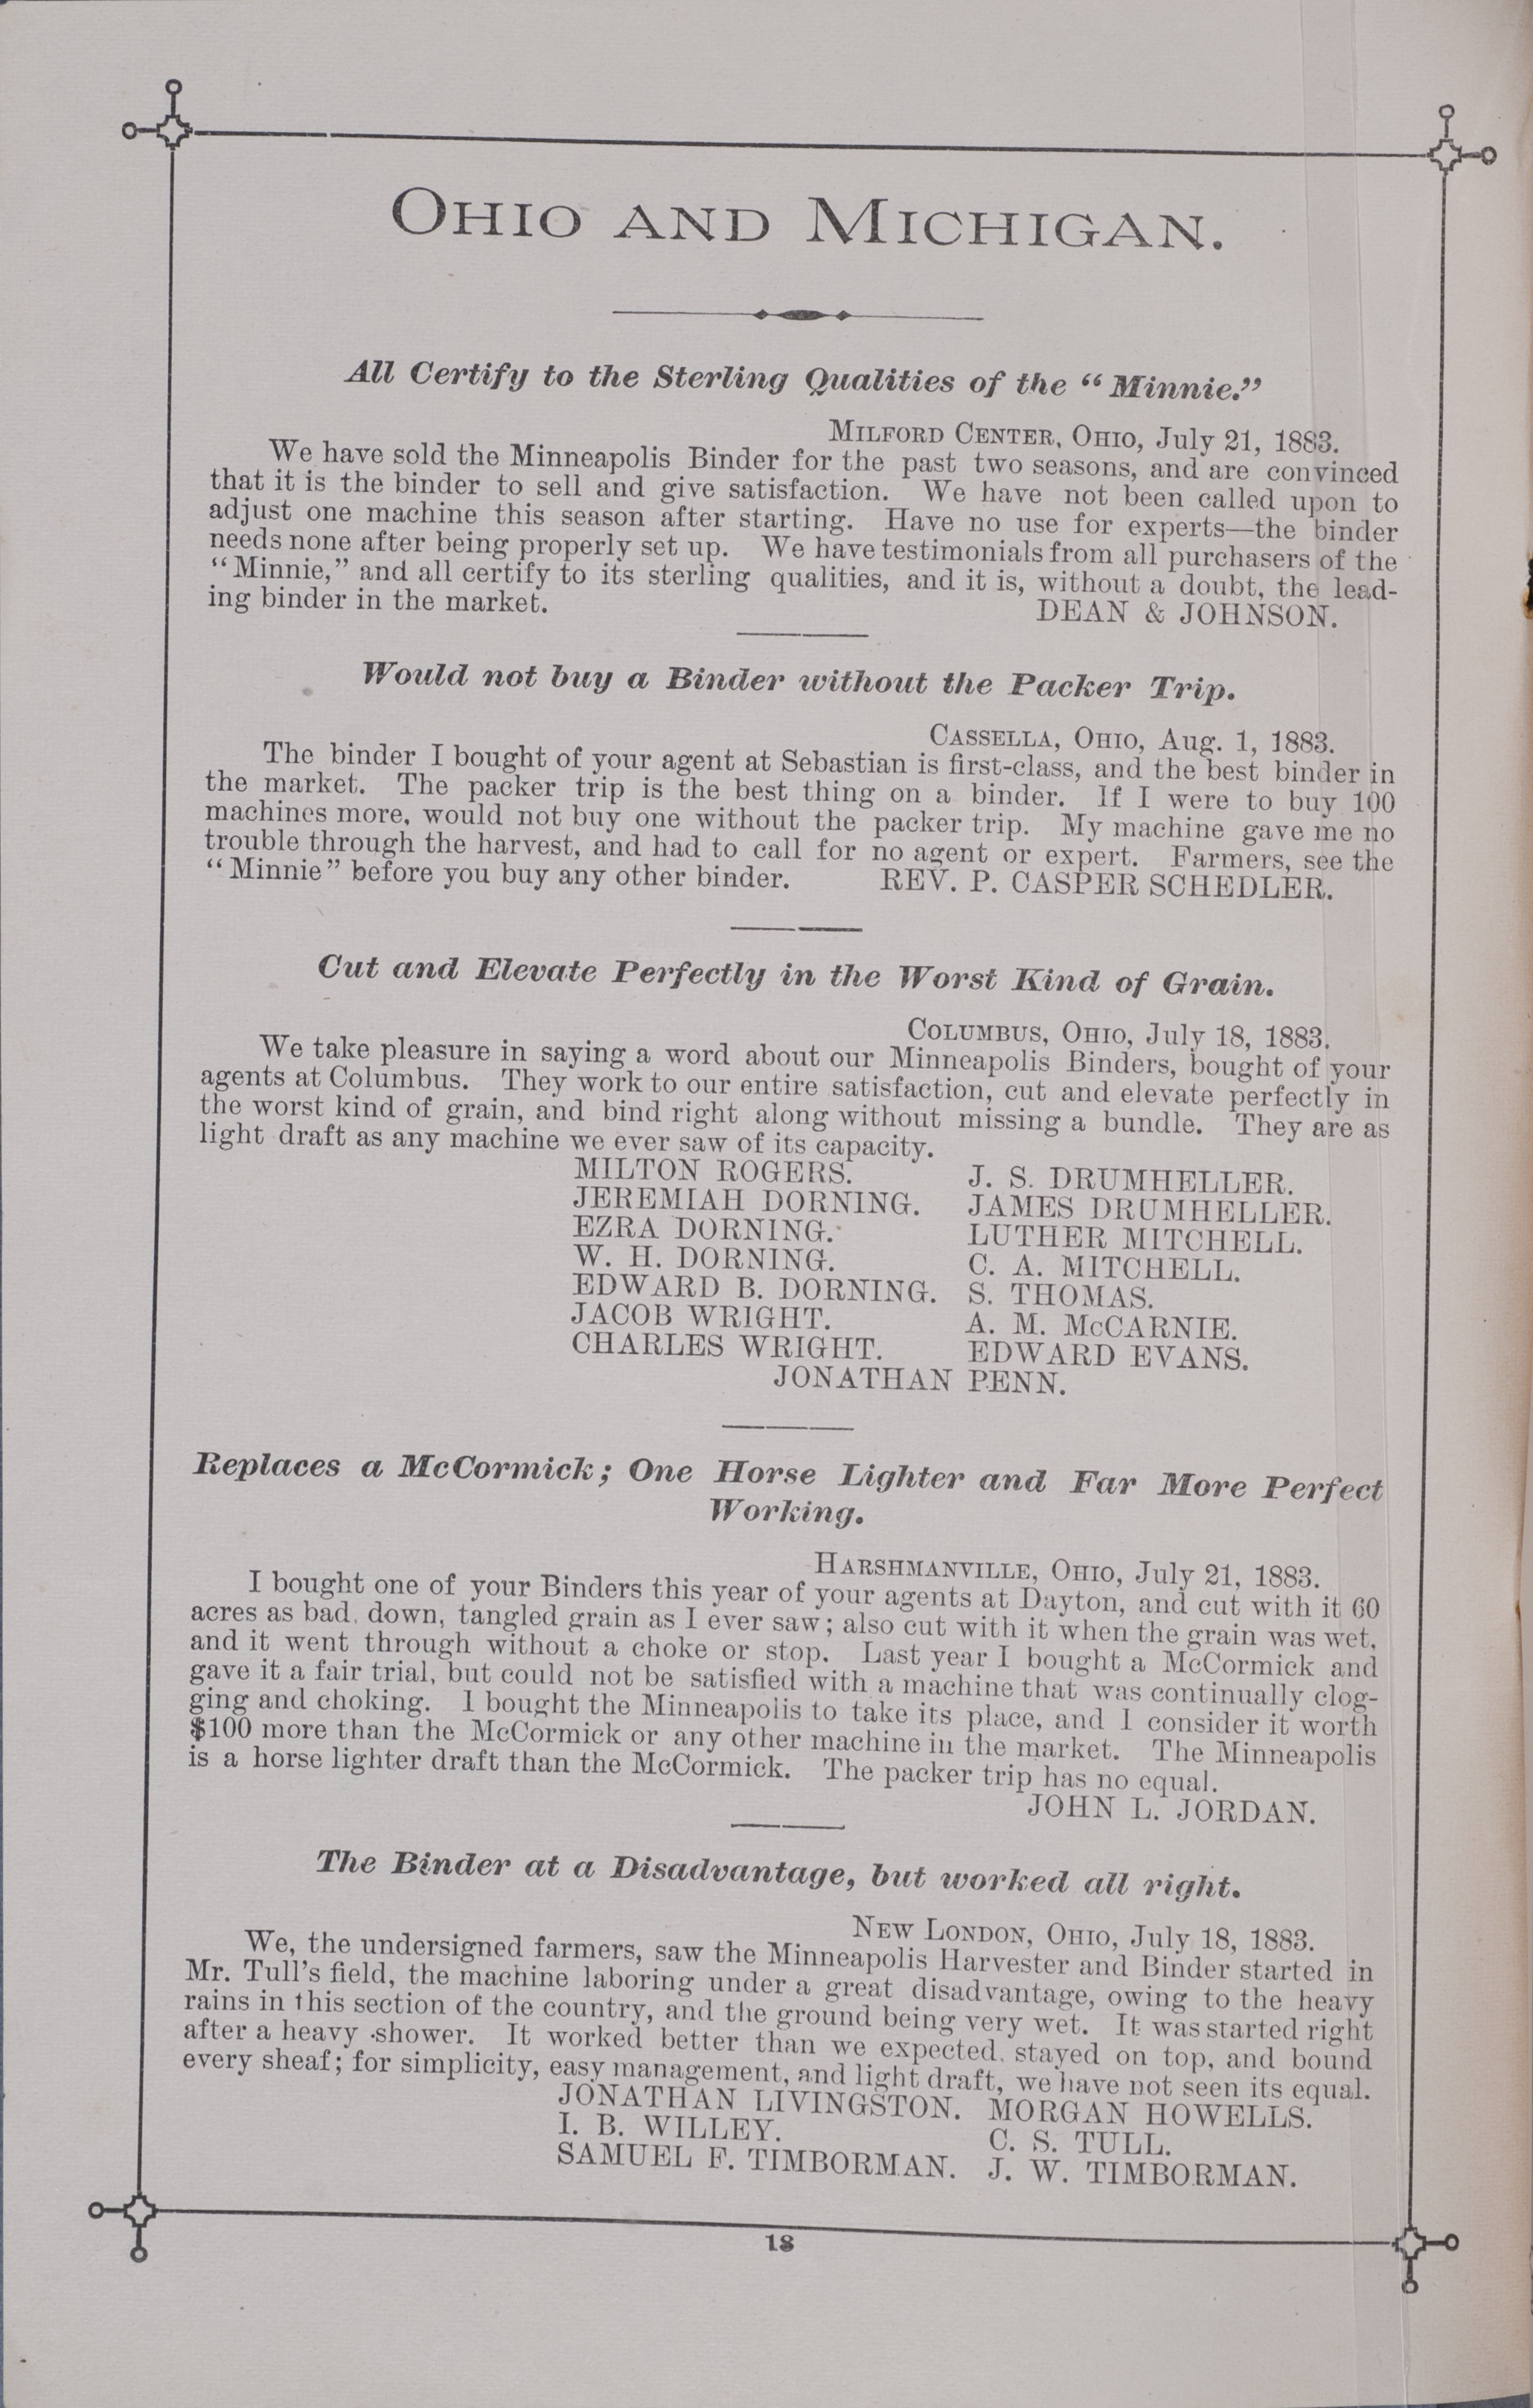 OHIO AND MICHIGAN.
All Certify to the Sterling Qualities of the “Minnie.”
MILFORD CENTER, OHIO, July 21, 1883.
We have sold the Minneapolis Binder for the past two seasons, and are convinced
that it is the binder to sell and give satisfaction. We have not been called upon to
adjust one machine this season after starting. Have no use for experts—the binder
needs none after being properly set up. We have testimonials from all purchasers of the
“Minnie,” and all certify to its sterling qualities, and it is, without a doubt, the lead-
ing binder in the market. DEAN & JOHNSON.
Would not buy a Binder without the Packer Trip.
CASSELLA, OHIO, Aug. 1, 1883.
The binder I bought of your agent at Sebastian is first-class, and the best binder in
the market. The packer trip is the best thing on a binder. If I were to buy 100
machines more, would not buy one without the packer trip. My machine gave me no
trouble through the harvest, and had to call for no agent or expert. Farmers, see the
“Minnie” before you buy any other binder. REV. P. CASPER SCHEDLER.
Cut and Elevate Perfectly in the Worst Kind of Grain.
COLUMBUS, OHIO, July 18, 1883.
We take pleasure in saying a word about our Minneapolis Binders, bought of your
agents at Columbus. They work to our entire satisfaction, cut and elevate perfectly in
the worst kind of grain, and bind right along without missing a bundle. They are as
light draft as any machine we ever saw of its capacity.
MILTON ROGERS. J. S. DRUMHELLER.
JEREMIAH DORNING. JAMES DRUMHELLER.
EZRA DORNING. LUTHER MITCHELL.
W. H. DORNING. C. A. MITCHELL.
EDWARD B. DORNING. S. THOMAS.
JACOB WRIGHT. A. M. McCARNIE.
CHARLES WRIGHT. EDWARD EVANS.
JONATHAN PENN.
Replaces a McCormick; One Horse Lighter and Far More Perfect
Working.
HARSHMANVILLE, OHIO, July 21, 1883.
I bought one of your Binders this year of your agents at Dayton, and cut with it 60
acres as bad, down, tangled grain as I ever saw; also cut with it when the grain was wet,
and it went through without a choke or stop. Last year I bought a McCormick and
gave it a fair trial, but could not be satisfied with a machine that was continually clog-
ging and choking. I bought the Minneapolis to take its place, and I consider it worth
$100 more than the McCormick or any other machine in the market. The Minneapolis
is a horse lighter draft than the McCormick. The packer trip has no equal.
JOHN L. JORDAN.
The Binder at a Disadvantage, but worked all right.
NEW LONDON, OHIO, July 18, 1883.
We, the undersigned farmers, saw the Minneapolis Harvester and Binder started in
Mr. Tull's field, the machine laboring under a great disadvantage, owing to the heavy
rains in this section of the country, and the ground being very wet. It was started right
after a heavy shower. It worked better than we expected, stayed on top, and bound
every sheaf; for simplicity, easy management, and light draft, we have not seen its equal.
JONATHAN LIVINGSTON. MORGAN HOWELLS.
I. B. WILLEY. C. S. TULL.
SAMUEL F. TIMBORMAN. J. W. TIMBORMAN.
18